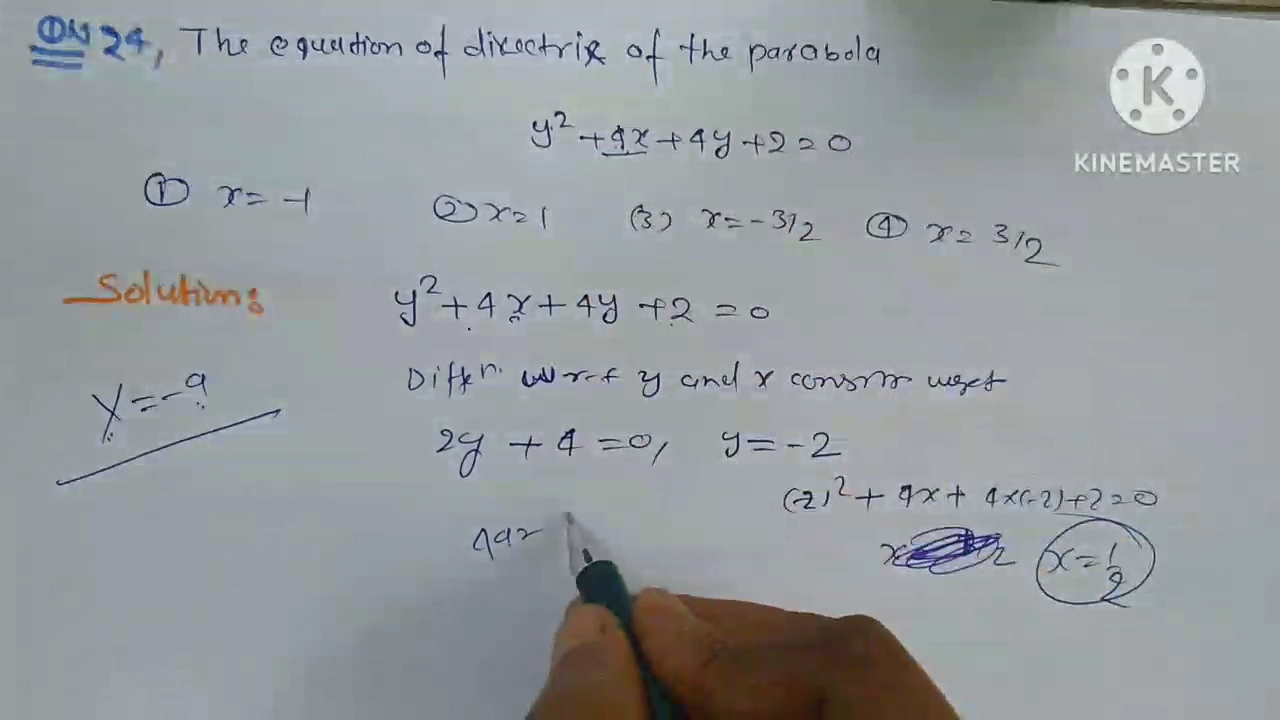 QN 24, The equation of directrix of the parabola
y² + 4x + 4y + 2 = 0
K
KINEMASTER
① x = -1 ② x = 1 (3) x = -3/2 ④ x = 3/2
Solution:
y² + 4x + 4y + 2 = 0
Diffn. w.r.t y and x
2y + 4 = 0, y = -2
(-2)² + 4x + 4x(-2) + 2 = 0
x = 1/2